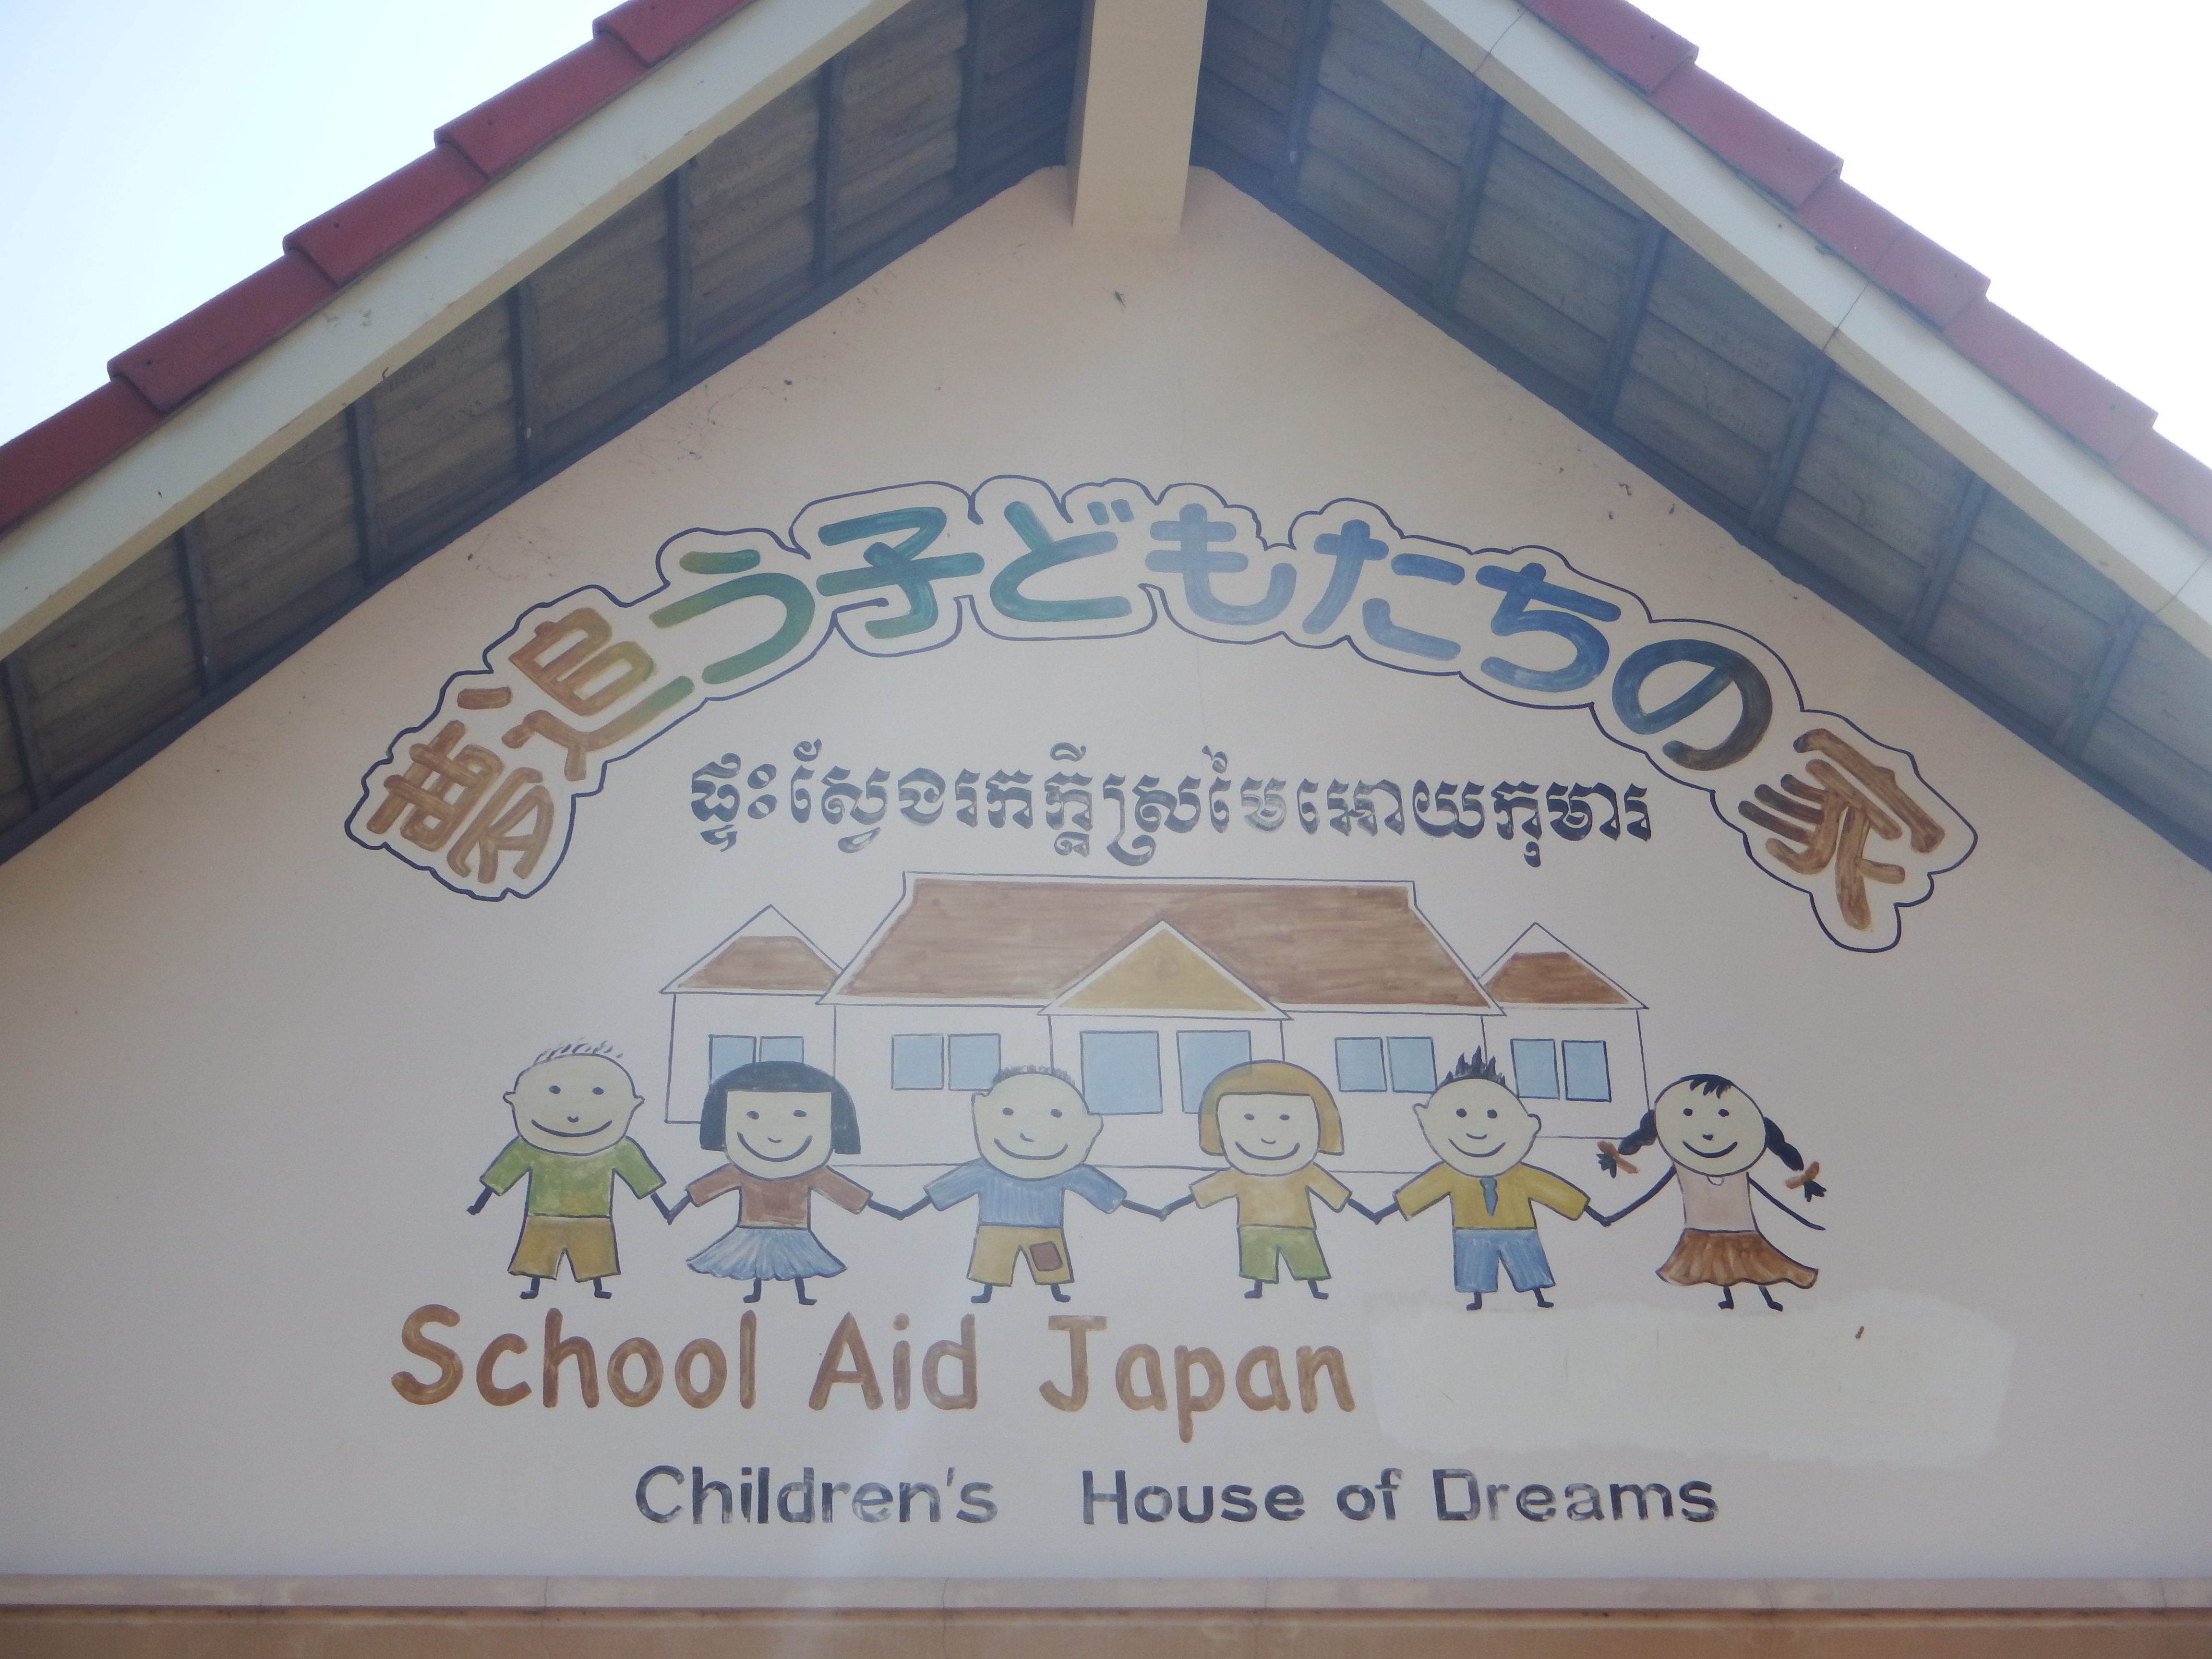 夢追う子どもたちの家
ផ្ទះស្វែងរកក្តីស្រមៃអោយកុមារ
School Aid Japan
Children's House of Dreams